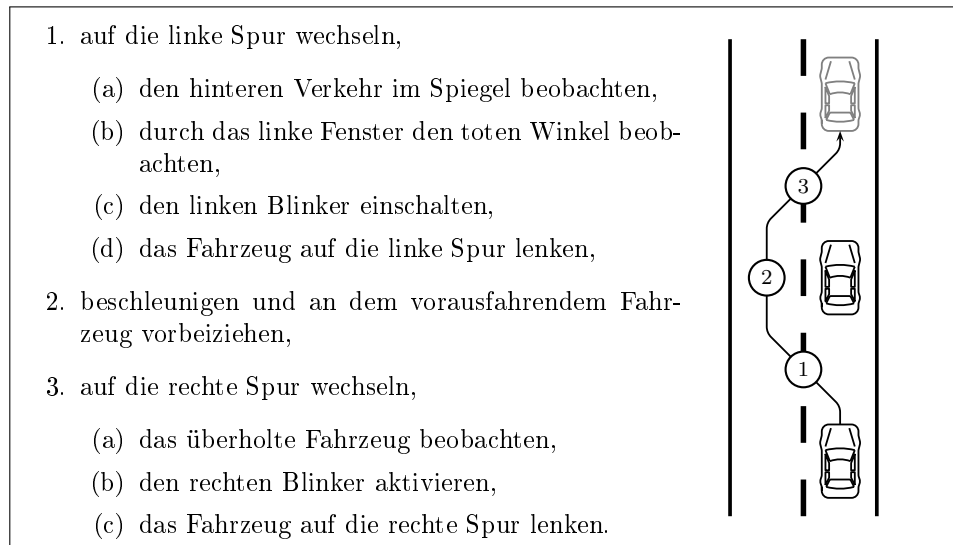 1. auf die linke Spur wechseln,
(a) den hinteren Verkehr im Spiegel beobachten,
(b) durch das linke Fenster den toten Winkel beob-
achten,
(c) den linken Blinker einschalten,
(d) das Fahrzeug auf die linke Spur lenken,
2. beschleunigen und an dem vorausfahrendem Fahr-
zeug vorbeiziehen,
3. auf die rechte Spur wechseln,
(a) das überholte Fahrzeug beobachten,
(b) den rechten Blinker aktivieren,
(c) das Fahrzeug auf die rechte Spur lenken.
3
2
1